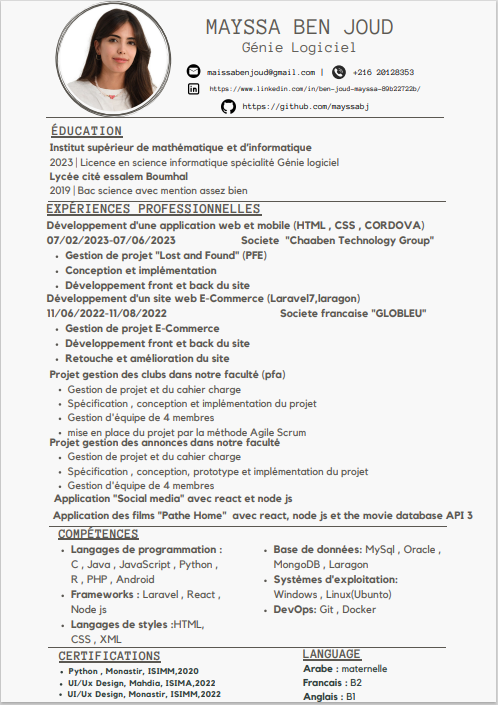 MAYSSA BEN JOUD
Génie Logiciel
maissabenjoud@gmail.com | +216 20128353
https://www.linkedin.com/in/ben-joud-mayssa-89b22722b/
https://github.com/mayssabj
ÉDUCATION
Institut supérieur de mathématique et d'informatique
2023 | Licence en science informatique spécialité Génie logiciel
Lycée cité essalem Boumhal
2019 | Bac science avec mention assez bien
EXPÉRIENCES PROFESSIONNELLES
Développement d'une application web et mobile (HTML , CSS , CORDOVA)
07/02/2023-07/06/2023 Societe "Chaaben Technology Group"
• Gestion de projet "Lost and Found" (PFE)
• Conception et implémentation
• Développement front et back du site
Développement d'un site web E-Commerce (Laravel7,laragon)
11/06/2022-11/08/2022 Societe francaise "GLOBLEU"
• Gestion de projet E-Commerce
• Développement front et back du site
• Retouche et amélioration du site
Projet gestion des clubs dans notre faculté (pfa)
• Gestion de projet et du cahier charge
• Spécification , conception et implémentation du projet
• Gestion d'équipe de 4 membres
• mise en place du projet par la méthode Agile Scrum
Projet gestion des annonces dans notre faculté
• Gestion de projet et du cahier charge
• Spécification , conception, prototype et implémentation du projet
• Gestion d'équipe de 4 membres
Application "Social media" avec react et node js
Application des films "Pathe Home" avec react, node js et the movie database API 3
COMPÉTENCES
• Langages de programmation :
C , Java , JavaScript , Python ,
R , PHP , Android
• Frameworks : Laravel , React ,
Node js
• Langages de styles :HTML,
CSS , XML
• Base de données: MySql , Oracle ,
MongoDB , Laragon
• Systémes d'exploitation:
Windows , Linux(Ubunto)
• DevOps: Git , Docker
CERTIFICATIONS
• Python , Monastir, ISIMM,2020
• UI/Ux Design, Mahdia, ISIMA,2022
• UI/Ux Design, Monastir, ISIMM,2022
LANGUAGE
Arabe : maternelle
Francais : B2
Anglais : B1